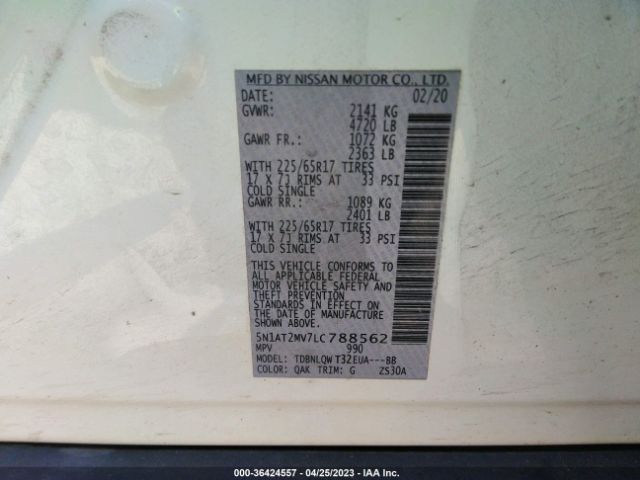 MFD BY NISSAN MOTOR CO., LTD.
DATE: 02/20
GVWR: 2141 KG
4720 LB
GAWR FR.: 1072 KG
2363 LB
WITH 225/65R17 TIRES
17 X 7J RIMS AT 33 PSI
COLD SINGLE
GAWR RR.: 1089 KG
2401 LB
WITH 225/65R17 TIRES
17 X 7J RIMS AT 33 PSI
COLD SINGLE
THIS VEHICLE CONFORMS TO
ALL APPLICABLE FEDERAL
MOTOR VEHICLE SAFETY AND
THEFT PREVENTION
STANDARDS IN EFFECT ON
THE DATE OF MANUFACTURE
SHOWN ABOVE.
5N1AT2MV7LC788562
MPV 990
MODEL: TDBNLQW T32EUA---BB
COLOR: QAK TRIM: G ZS30A
000-36424557 - 04/25/2023 - IAA Inc.